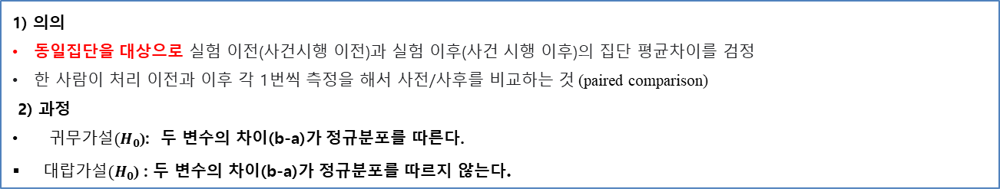 1) 의의
• 동일집단을 대상으로 실험 이전(사건시행 이전)과 실험 이후(사건 시행 이후)의 집단 평균차이를 검정
• 한 사람이 처리 이전과 이후 각 1번씩 측정을 해서 사전/사후를 비교하는 것 (paired comparison)
2) 과정
• 귀무가설(H₀): 두 변수의 차이(b-a)가 정규분포를 따른다.
▪ 대랍가설(H₀) : 두 변수의 차이(b-a)가 정규분포를 따르지 않는다.